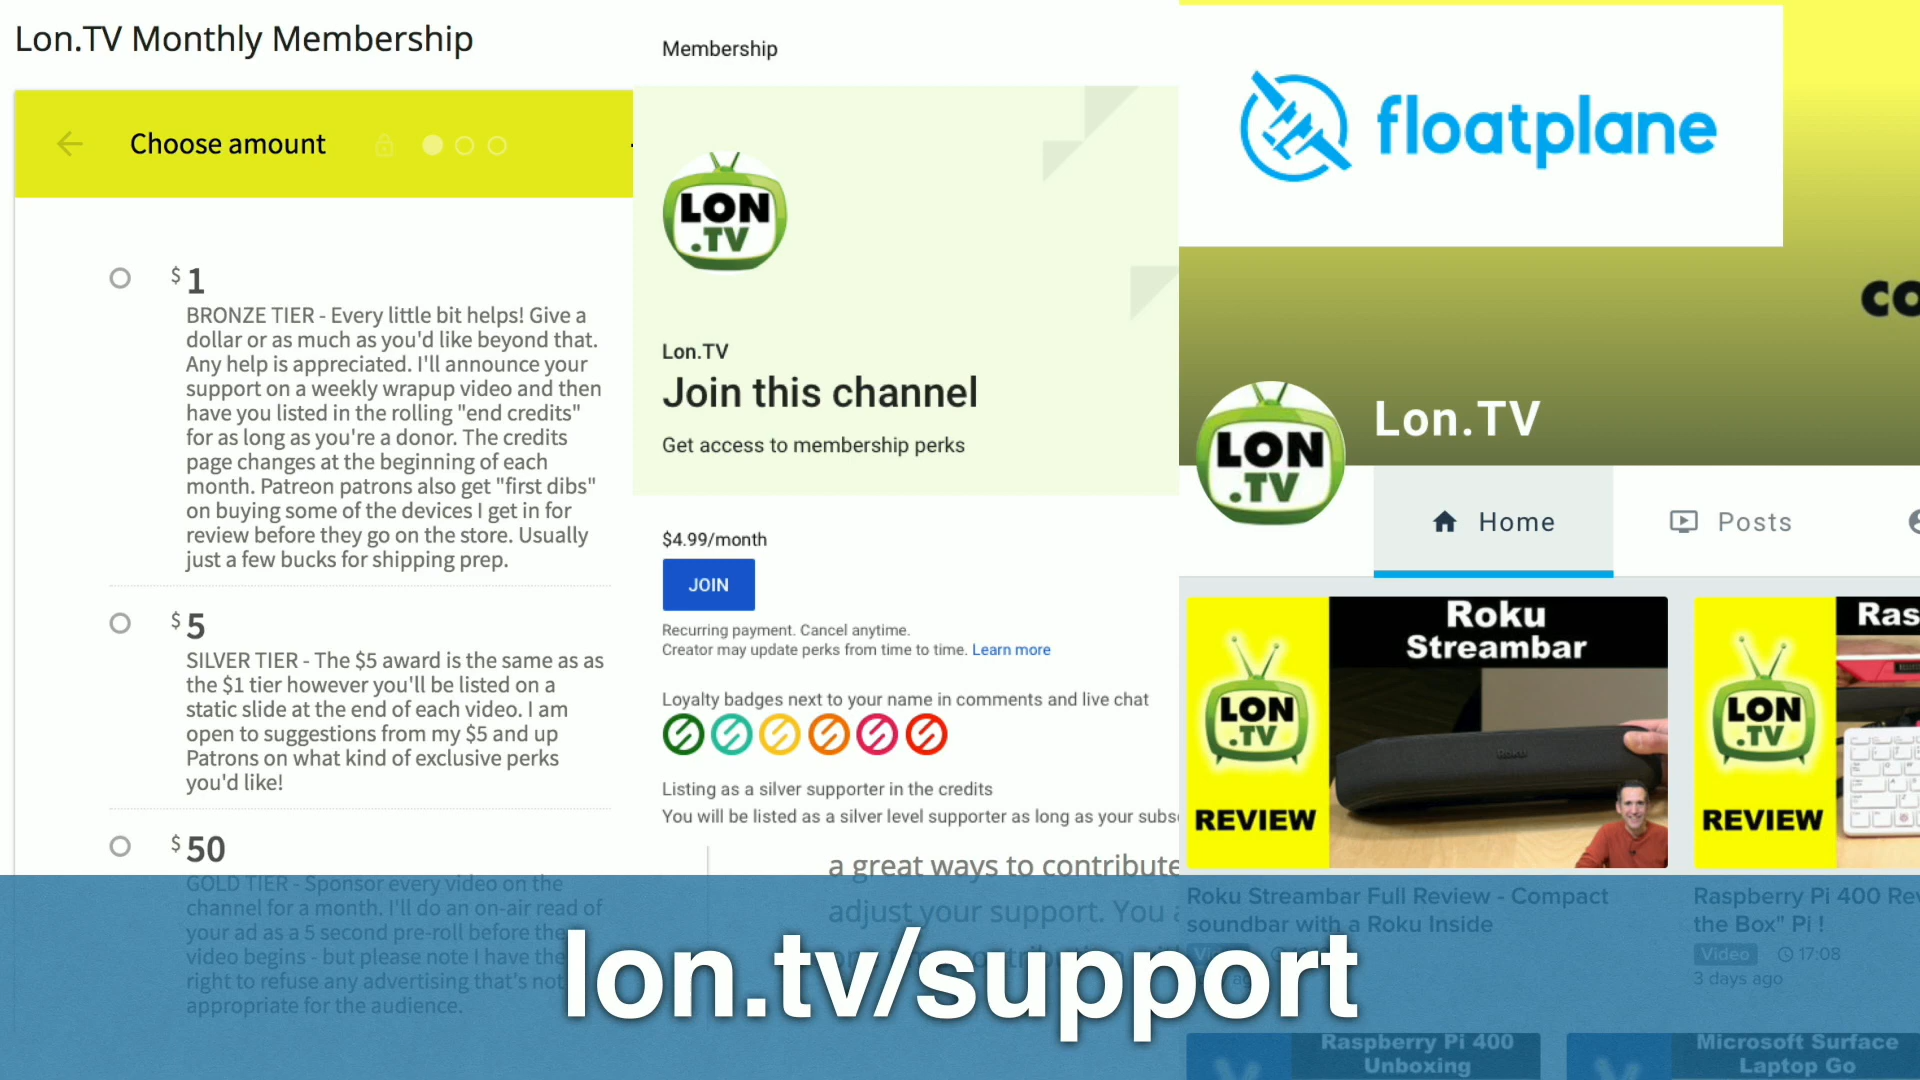 Lon.TV Monthly Membership
Choose amount
$ 1
BRONZE TIER - Every little bit helps! Give a
dollar or as much as you'd like beyond that.
Any help is appreciated. I'll announce your
support on a weekly wrapup video and then
have you listed in the rolling "end credits"
for as long as you're a donor. The credits
page changes at the beginning of each
month. Patreon patrons also get "first dibs"
on buying some of the devices I get in for
review before they go on the store. Usually
just a few bucks for shipping prep.
$ 5
SILVER TIER - The $5 award is the same as as
the $1 tier however you'll be listed on a
static slide at the end of each video. I am
open to suggestions from my $5 and up
Patrons on what kind of exclusive perks
you'd like!
$ 50
GOLD TIER - Sponsor every video on the
channel for a month. I'll do an on-air read of
your ad as a 5 second pre-roll before the
video begins - but please note I have the
right to refuse any advertising that's not
appropriate for the audience.
Membership
LON
.TV
Lon.TV
Join this channel
Get access to membership perks
$4.99/month
JOIN
Recurring payment. Cancel anytime.
Creator may update perks from time to time. Learn more
Loyalty badges next to your name in comments and live chat
Listing as a silver supporter in the credits
You will be listed as a silver level supporter as long as your subs
a great ways to contribute
adjust your support. You a
floatplane
CO
LON
.TV
Lon.TV
Home
Posts
LON
.TV
REVIEW
Roku
Streambar
Roku Streambar Full Review - Compact
soundbar with a Roku Inside
LON
.TV
REVIEW
Ras
Raspberry Pi 400 Rev
the Box" Pi !
Video 17:08
3 days ago
Raspberry Pi 400
Unboxing
Microsoft Surface
Laptop Go
lon.tv/support